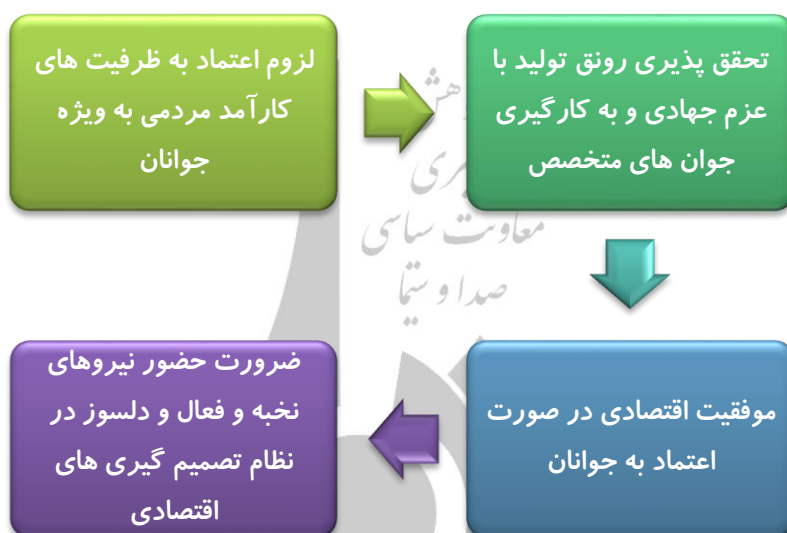 لزوم اعتماد به ظرفیت های
کارآمد مردمی به ویژه
جوانان
تحقق پذیری رونق تولید با
عزم جهادی و به کارگیری
جوان های متخصص
موفقیت اقتصادی در صورت
اعتماد به جوانان
ضرورت حضور نیروهای
نخبه و فعال و دلسوز در
نظام تصمیم گیری های
اقتصادی
معاونت سیاسی
صدا و سیما